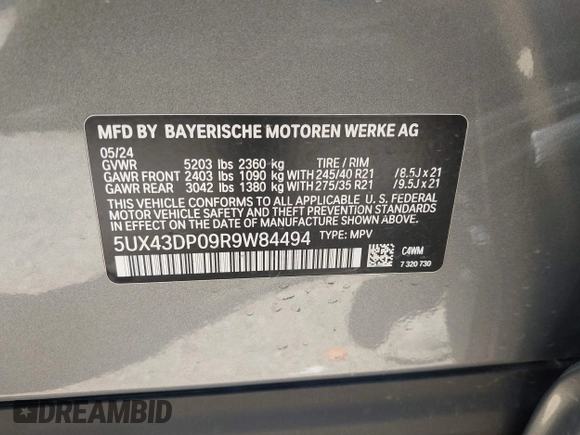 MFD BY BAYERISCHE MOTOREN WERKE AG
05/24
GVWR 5203 lbs 2360 kg TIRE / RIM
GAWR FRONT 2403 lbs 1090 kg WITH 245/40 R21 /8.5J x 21
GAWR REAR 3042 lbs 1380 kg WITH 275/35 R21 /9.5J x 21
THIS VEHICLE CONFORMS TO ALL APPLICABLE U. S. FEDERAL
MOTOR VEHICLE SAFETY AND THEFT PREVENTION STANDARDS
IN EFFECT ON THE DATE OF MANUFACTURE SHOWN ABOVE.
5UX43DP09R9W84494 TYPE: MPV
C4WM
7 320 730
DREAMBID